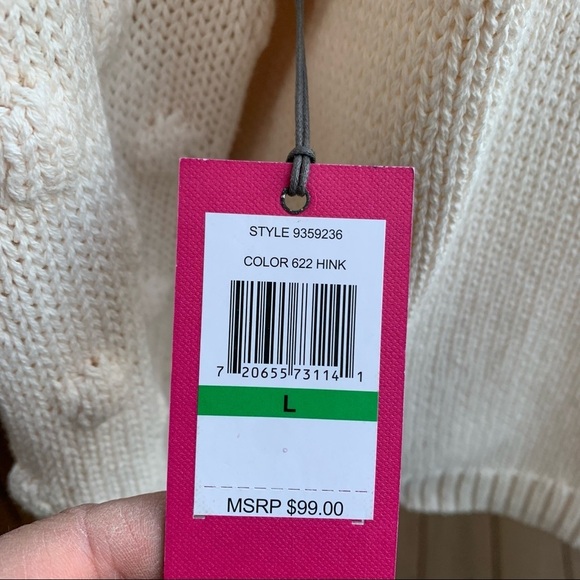 STYLE 9359236
COLOR 622 HINK
7 20655 73114 1
L
MSRP $99.00